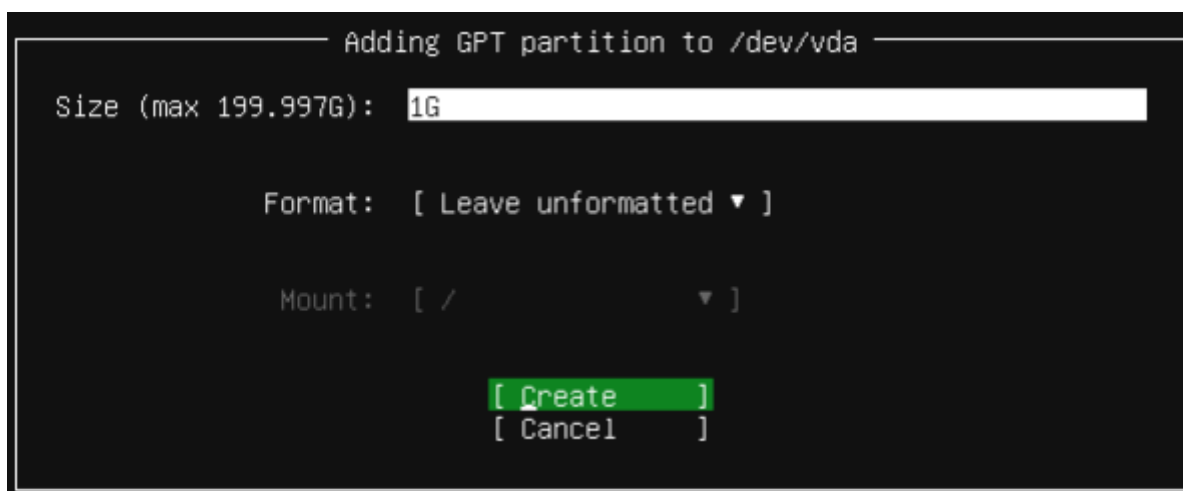 Adding GPT partition to /dev/vda
Size (max 199.997G): 1G
Format: [ Leave unformatted ▾ ]
Mount: [ / ▾ ]
[ Create ]
[ Cancel ]